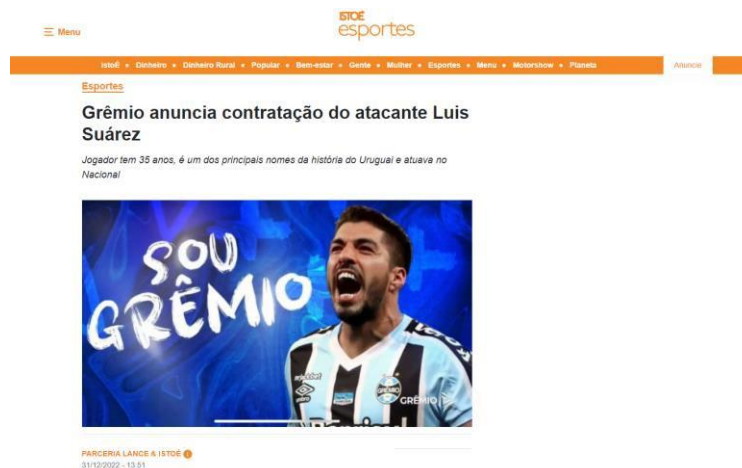 Menu
ISTOÉ
esportes
IstoÉ • Dinheiro • Dinheiro Rural • Popular • Bem-estar • Gente • Mulher • Esportes • Menu • Motorshow • Planeta
Anuncie
Esportes
Grêmio anuncia contratação do atacante Luis
Suárez
Jogador tem 35 anos, é um dos principais nomes da história do Uruguai e atuava no
Nacional
SOU
GRÊMIO
GRÊMIO
PARCERIA LANCE & ISTOÉ
31/12/2022 - 13:51